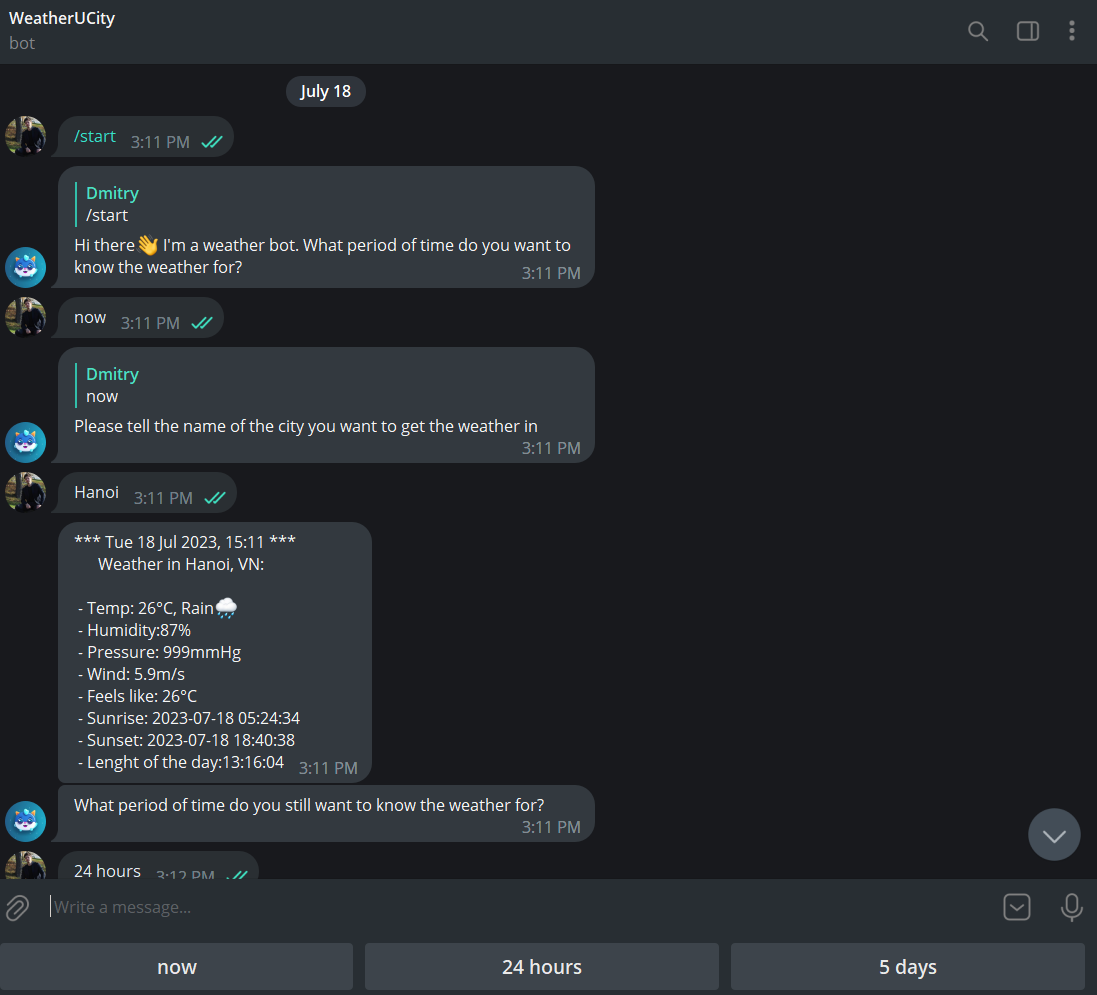 WeatherUCity
bot
July 18
/start 3:11 PM
Dmitry
/start
Hi there👋 I'm a weather bot. What period of time do you want to
know the weather for?
3:11 PM
now 3:11 PM
Dmitry
now
Please tell the name of the city you want to get the weather in
3:11 PM
Hanoi 3:11 PM
*** Tue 18 Jul 2023, 15:11 ***
Weather in Hanoi, VN:
- Temp: 26°C, Rain🌧
- Humidity:87%
- Pressure: 999mmHg
- Wind: 5.9m/s
- Feels like: 26°C
- Sunrise: 2023-07-18 05:24:34
- Sunset: 2023-07-18 18:40:38
- Lenght of the day:13:16:04 3:11 PM
What period of time do you still want to know the weather for?
3:11 PM
24 hours 3:12 PM
Write a message...
now
24 hours
5 days